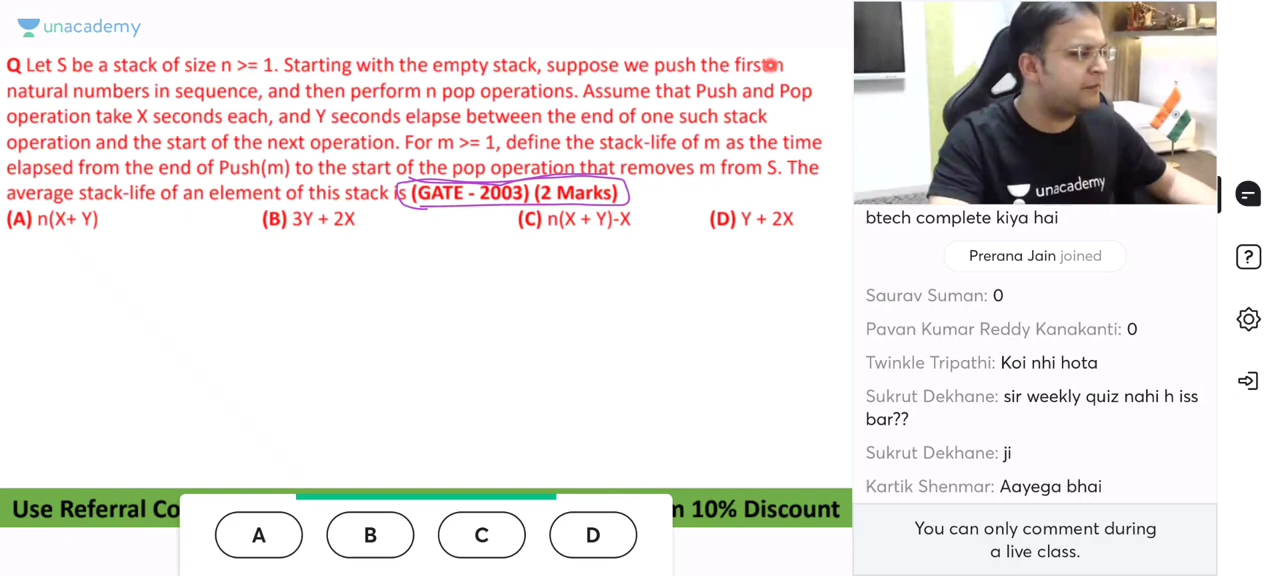 unacademy
Q Let S be a stack of size n >= 1. Starting with the empty stack, suppose we push the first n
natural numbers in sequence, and then perform n pop operations. Assume that Push and Pop
operation take X seconds each, and Y seconds elapse between the end of one such stack
operation and the start of the next operation. For m >= 1, define the stack-life of m as the time
elapsed from the end of Push(m) to the start of the pop operation that removes m from S. The
average stack-life of an element of this stack is (GATE - 2003) (2 Marks)
(A) n(X+ Y) (B) 3Y + 2X (C) n(X + Y)-X (D) Y + 2X
unacademy
btech complete kiya hai
Prerana Jain joined
Saurav Suman: 0
Pavan Kumar Reddy Kanakanti: 0
Twinkle Tripathi: Koi nhi hota
Sukrut Dekhane: sir weekly quiz nahi h iss
bar??
Sukrut Dekhane: ji
Kartik Shenmar: Aayega bhai
You can only comment during
a live class.
Use Referral Co
10% Discount
A B C D